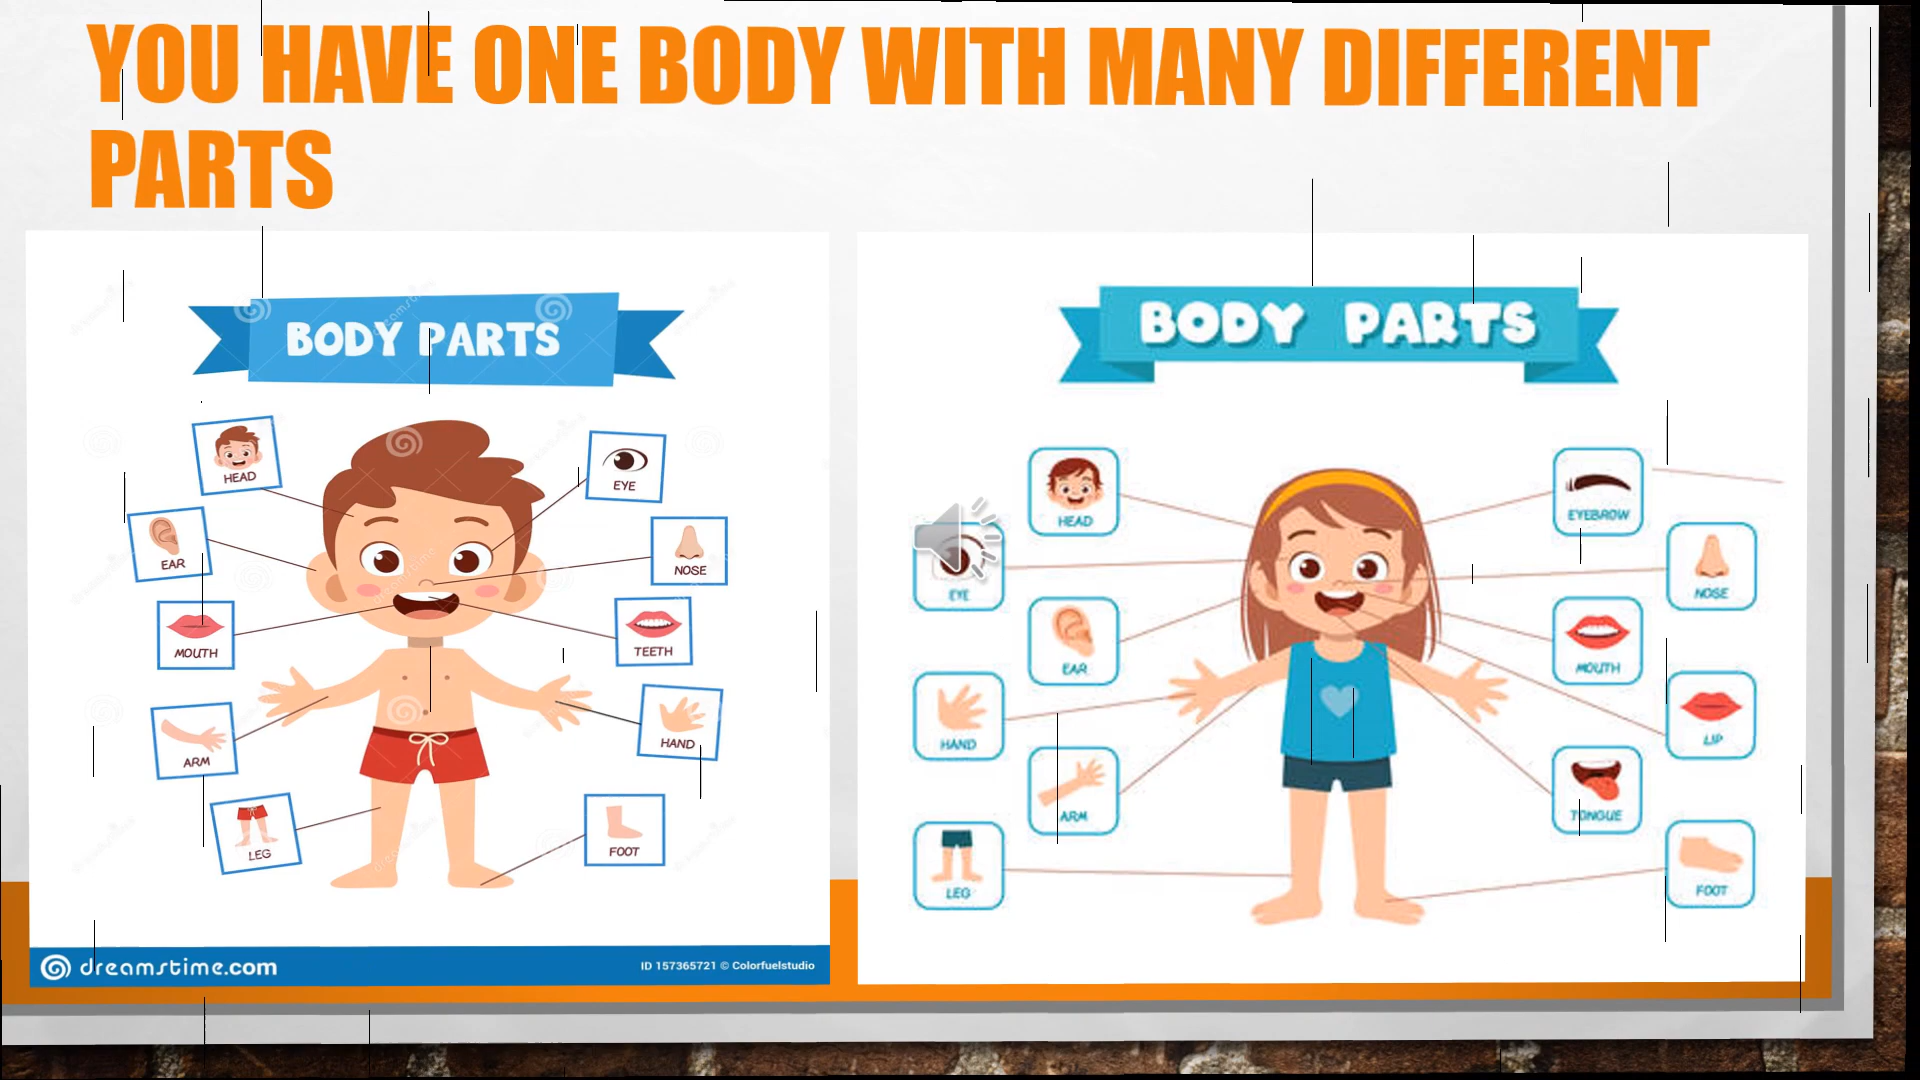 YOU HAVE ONE BODY WITH MANY DIFFERENT
PARTS
BODY PARTS
HEAD
EYE
EAR
NOSE
MOUTH
TEETH
ARM
HAND
LEG
FOOT
dreamstime.com
ID 157365721 © Colorfuelstudio
BODY PARTS
HEAD
EYEBROW
EYE
NOSE
EAR
MOUTH
HAND
LIP
ARM
TONGUE
LEG
FOOT